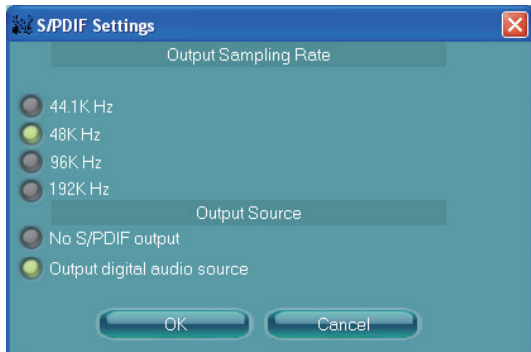 S/PDIF Settings
Output Sampling Rate
44.1K Hz
48K Hz
96K Hz
192K Hz
Output Source
No S/PDIF output
Output digital audio source
OK
Cancel